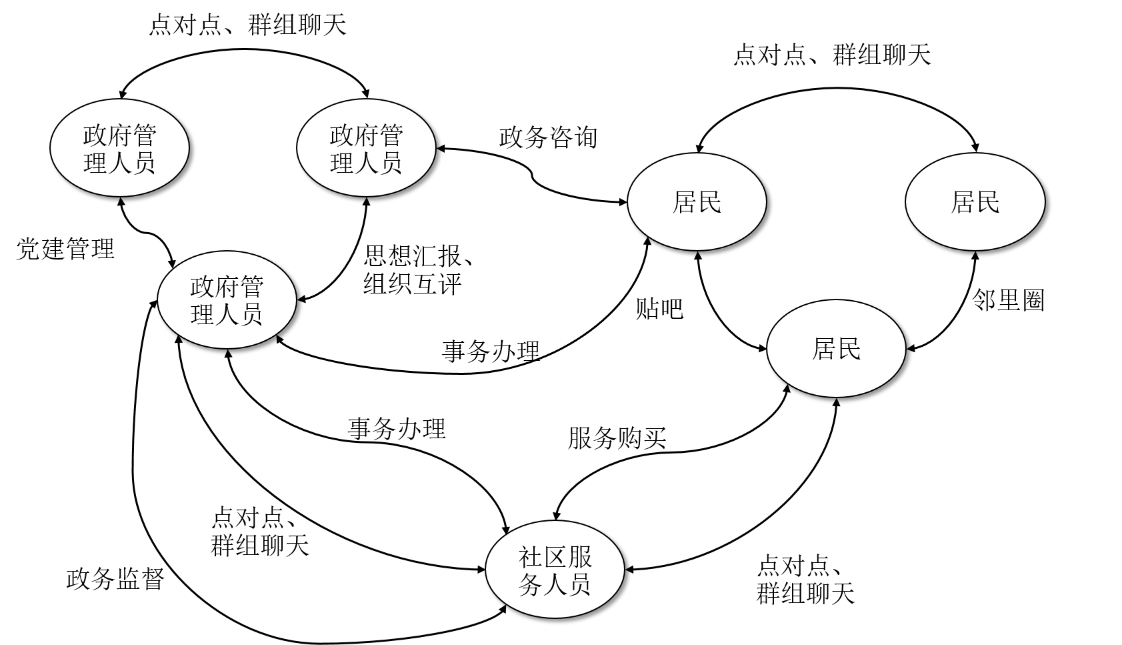 点对点、群组聊天
点对点、群组聊天
政府管
理人员
政府管
理人员
政务咨询
居民
居民
党建管理
思想汇报、
组织互评
政府管
理人员
贴吧
邻里圈
事务办理
居民
事务办理
服务购买
点对点、
群组聊天
社区服
务人员
政务监督
点对点、
群组聊天